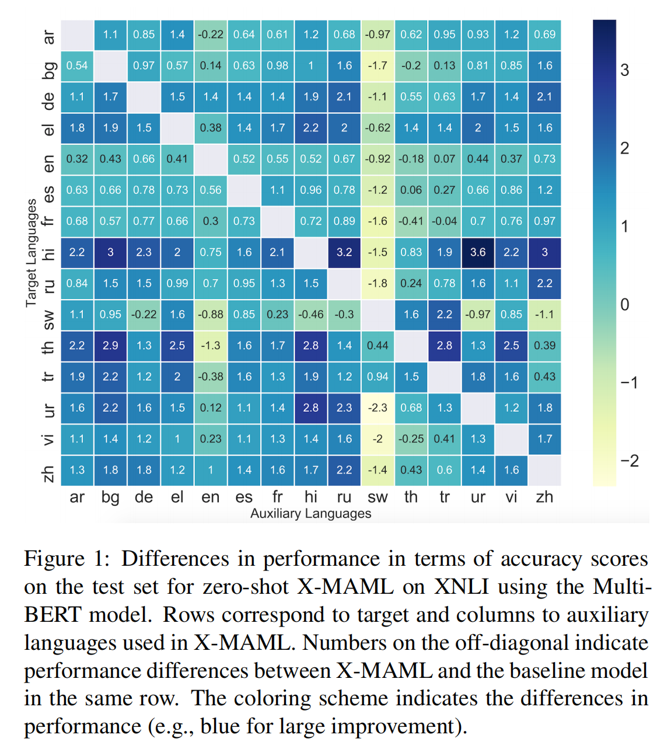 ar 1.1 0.85 1.4 -0.22 0.64 0.61 1.2 0.68 -0.97 0.62 0.95 0.93 1.2 0.69
bg 0.54 0.97 0.57 0.14 0.63 0.98 1 1.6 -1.7 -0.2 0.13 0.81 0.85 1.6
de 1.1 1.7 1.5 1.4 1.4 1.4 1.9 2.1 -1.1 0.55 0.63 1.7 1.4 2.1
el 1.8 1.9 1.5 0.38 1.4 1.7 2.2 2 -0.62 1.4 1.4 2 1.5 1.6
en 0.32 0.43 0.66 0.41 0.52 0.55 0.52 0.67 -0.92 -0.18 0.07 0.44 0.37 0.73
es 0.63 0.66 0.78 0.73 0.56 1.1 0.96 0.78 -1.2 0.06 0.27 0.66 0.86 1.2
fr 0.68 0.57 0.77 0.66 0.3 0.73 0.72 0.89 -1.6 -0.41 -0.04 0.7 0.76 0.97
hi 2.2 3 2.3 2 0.75 1.6 2.1 3.2 -1.5 0.83 1.9 3.6 2.2 3
ru 0.84 1.5 1.5 0.99 0.7 0.95 1.3 1.5 -1.8 0.24 0.78 1.6 1.1 2.2
sw 1.1 0.95 -0.22 1.6 -0.88 0.85 0.23 -0.46 -0.3 1.6 2.2 -0.97 0.85 -1.1
th 2.2 2.9 1.3 2.5 -1.3 1.6 1.7 2.8 1.4 0.44 2.8 1.3 2.5 0.39
tr 1.9 2.2 1.2 2 -0.38 1.6 1.3 1.9 1.2 0.94 1.5 1.8 1.6 0.43
ur 1.6 2.2 1.6 1.5 0.12 1.1 1.4 2.8 2.3 -2.3 0.68 1.3 1.2 1.8
vi 1.1 1.4 1.2 1 0.23 1.1 1.3 1.4 1.6 -2 -0.25 0.41 1.3 1.7
zh 1.3 1.8 1.8 1.2 1 1.4 1.6 1.7 2.2 -1.4 0.43 0.6 1.4 1.6
ar bg de el en es fr hi ru sw th tr ur vi zh
Target Languages
Auxiliary Languages
3
2
1
0
−1
−2
Figure 1: Differences in performance in terms of accuracy scores
on the test set for zero-shot X-MAML on XNLI using the Multi-
BERT model. Rows correspond to target and columns to auxiliary
languages used in X-MAML. Numbers on the off-diagonal indicate
performance differences between X-MAML and the baseline model
in the same row. The coloring scheme indicates the differences in
performance (e.g., blue for large improvement).